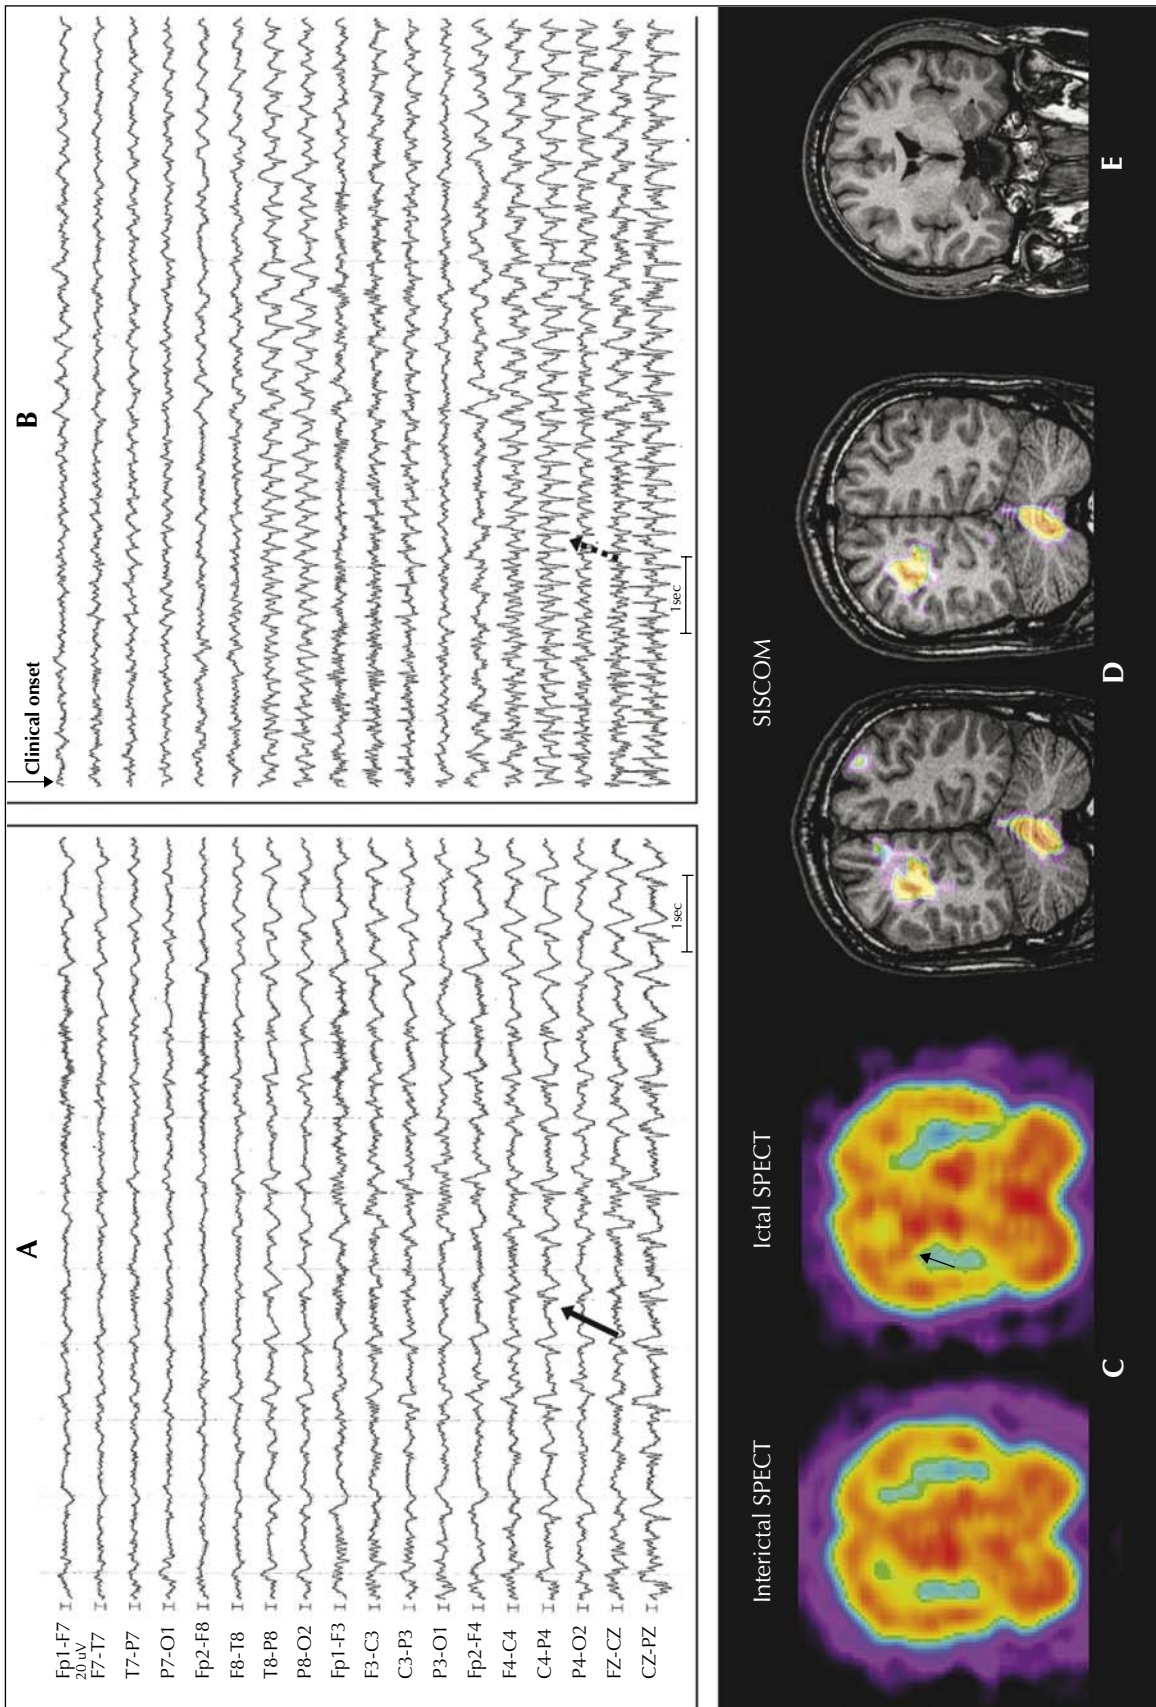 A
Fp1-F7
20 uV
F7-T7
T7-P7
P7-O1
Fp2-F8
F8-T8
T8-P8
P8-O2
Fp1-F3
F3-C3
C3-P3
P3-O1
Fp2-F4
F4-C4
C4-P4
P4-O2
FZ-CZ
CZ-PZ
1sec
B
Clinical onset
1sec
Interictal SPECT
Ictal SPECT
SISCOM
C
D
E